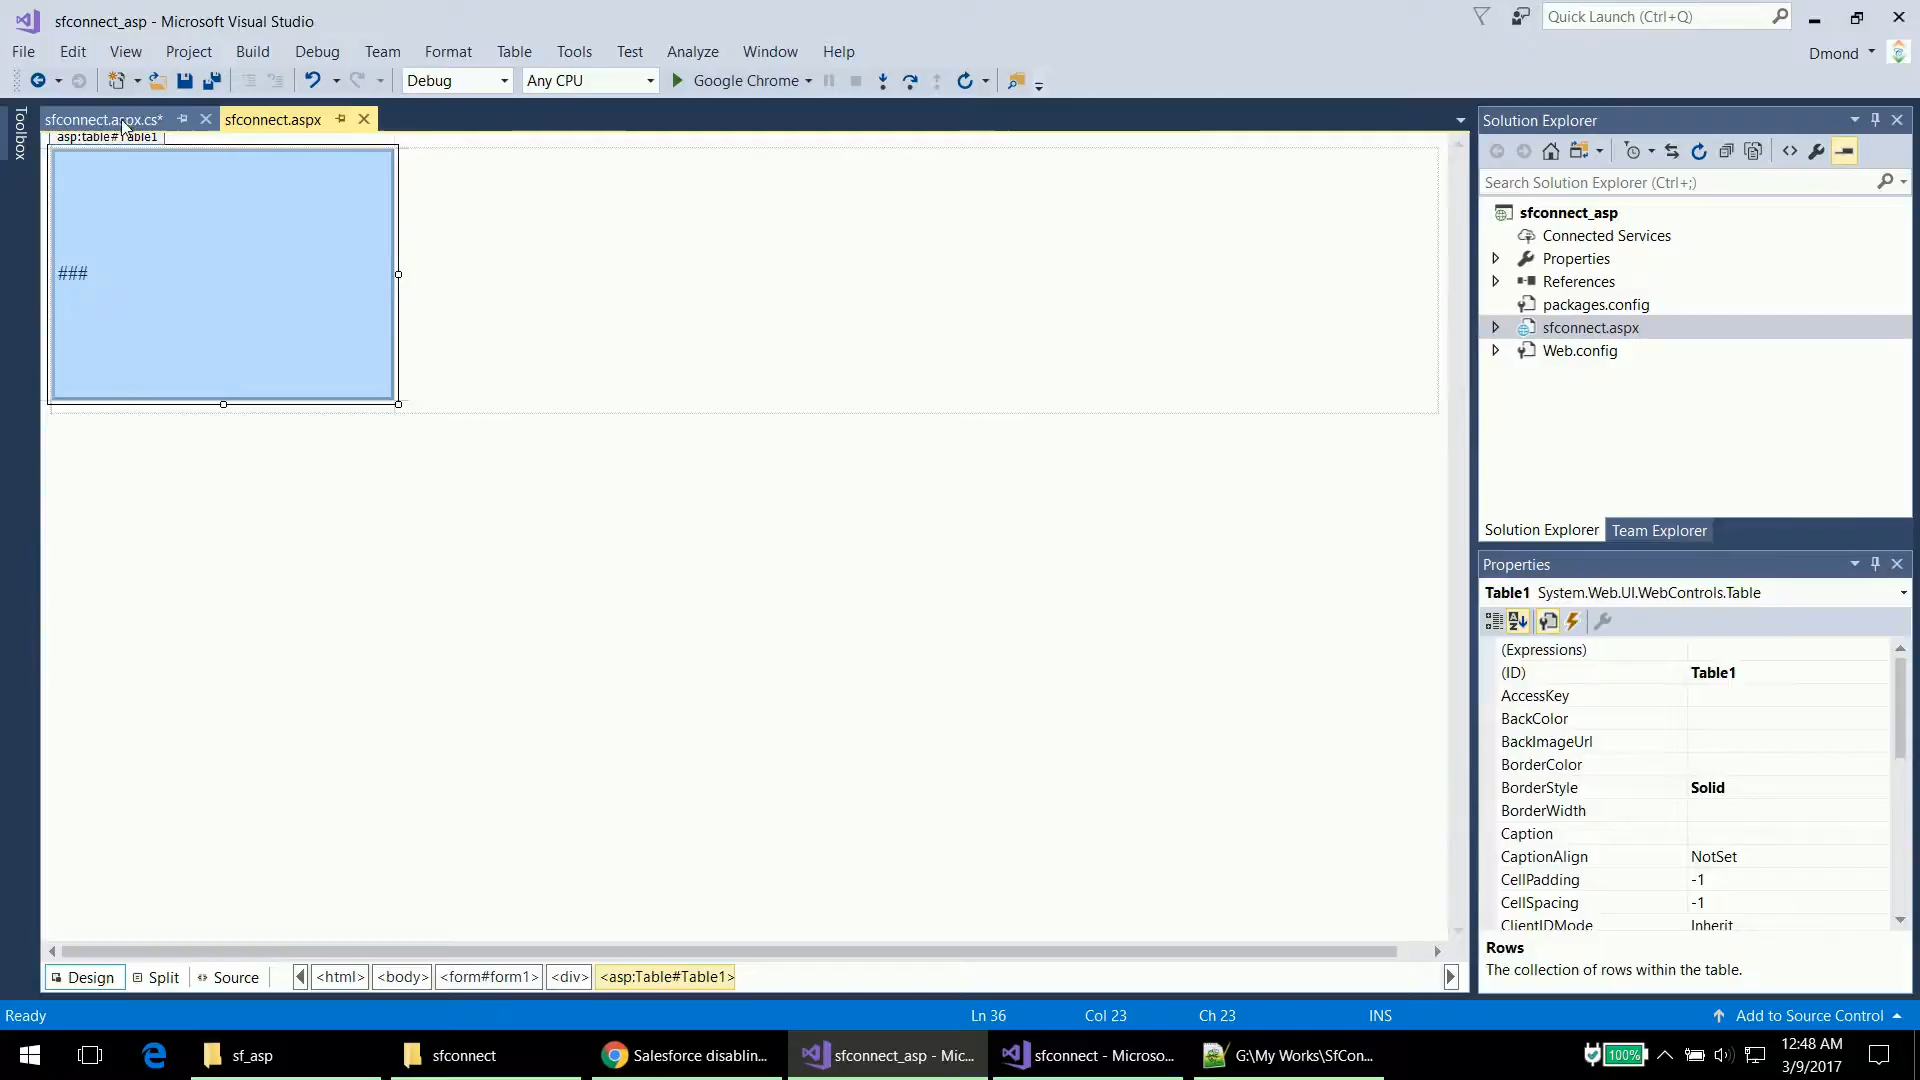 sfconnect_asp - Microsoft Visual Studio
Quick Launch (Ctrl+Q)
File Edit View Project Build Debug Team Format Table Tools Test Analyze Window Help
Dmond
Debug Any CPU Google Chrome
Toolbox
sfconnect.aspx.cs* sfconnect.aspx
asp:table#Table1
###
Solution Explorer
Search Solution Explorer (Ctrl+;)
sfconnect_asp
Connected Services
Properties
References
packages.config
sfconnect.aspx
Web.config
Solution Explorer Team Explorer
Properties
Table1 System.Web.UI.WebControls.Table
(Expressions)
(ID) Table1
AccessKey
BackColor
BackImageUrl
BorderColor
BorderStyle Solid
BorderWidth
Caption
CaptionAlign NotSet
CellPadding -1
CellSpacing -1
ClientIDMode Inherit
Rows
The collection of rows within the table.
Design Split Source <html> <body> <form#form1> <div> <asp:Table#Table1>
Ready Ln 36 Col 23 Ch 23 INS Add to Source Control
sf_asp sfconnect Salesforce disablin... sfconnect_asp - Mic... sfconnect - Microso... G:\My Works\SfCon... 100% 12:48 AM
3/9/2017